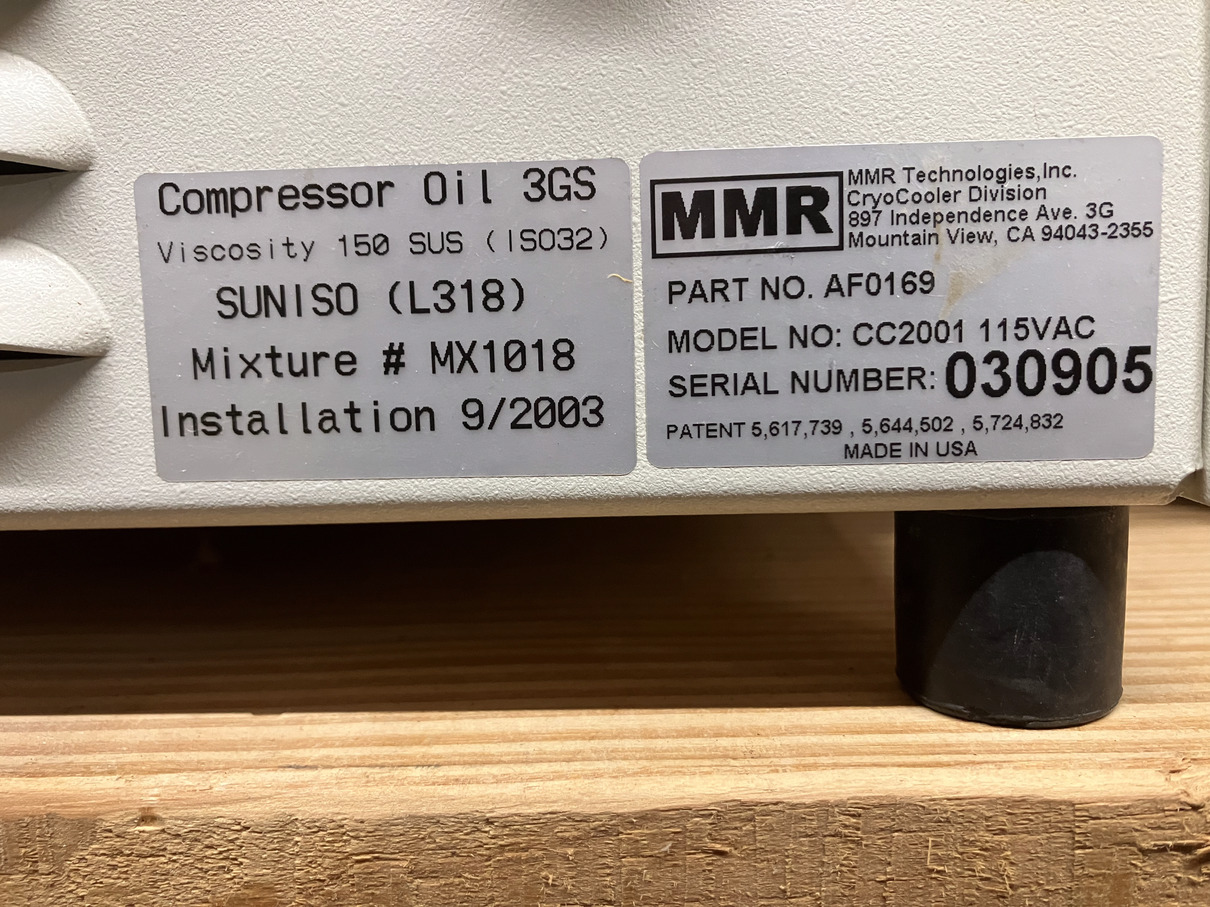 Compressor Oil 3GS
Viscosity 150 SUS (ISO32)
SUNISO (L318)
Mixture # MX1018
Installation 9/2003
MMR
MMR Technologies,Inc.
CryoCooler Division
897 Independence Ave. 3G
Mountain View, CA 94043-2355
PART NO. AF0169
MODEL NO: CC2001 115VAC
SERIAL NUMBER: 030905
PATENT 5,617,739 , 5,644,502 , 5,724,832
MADE IN USA